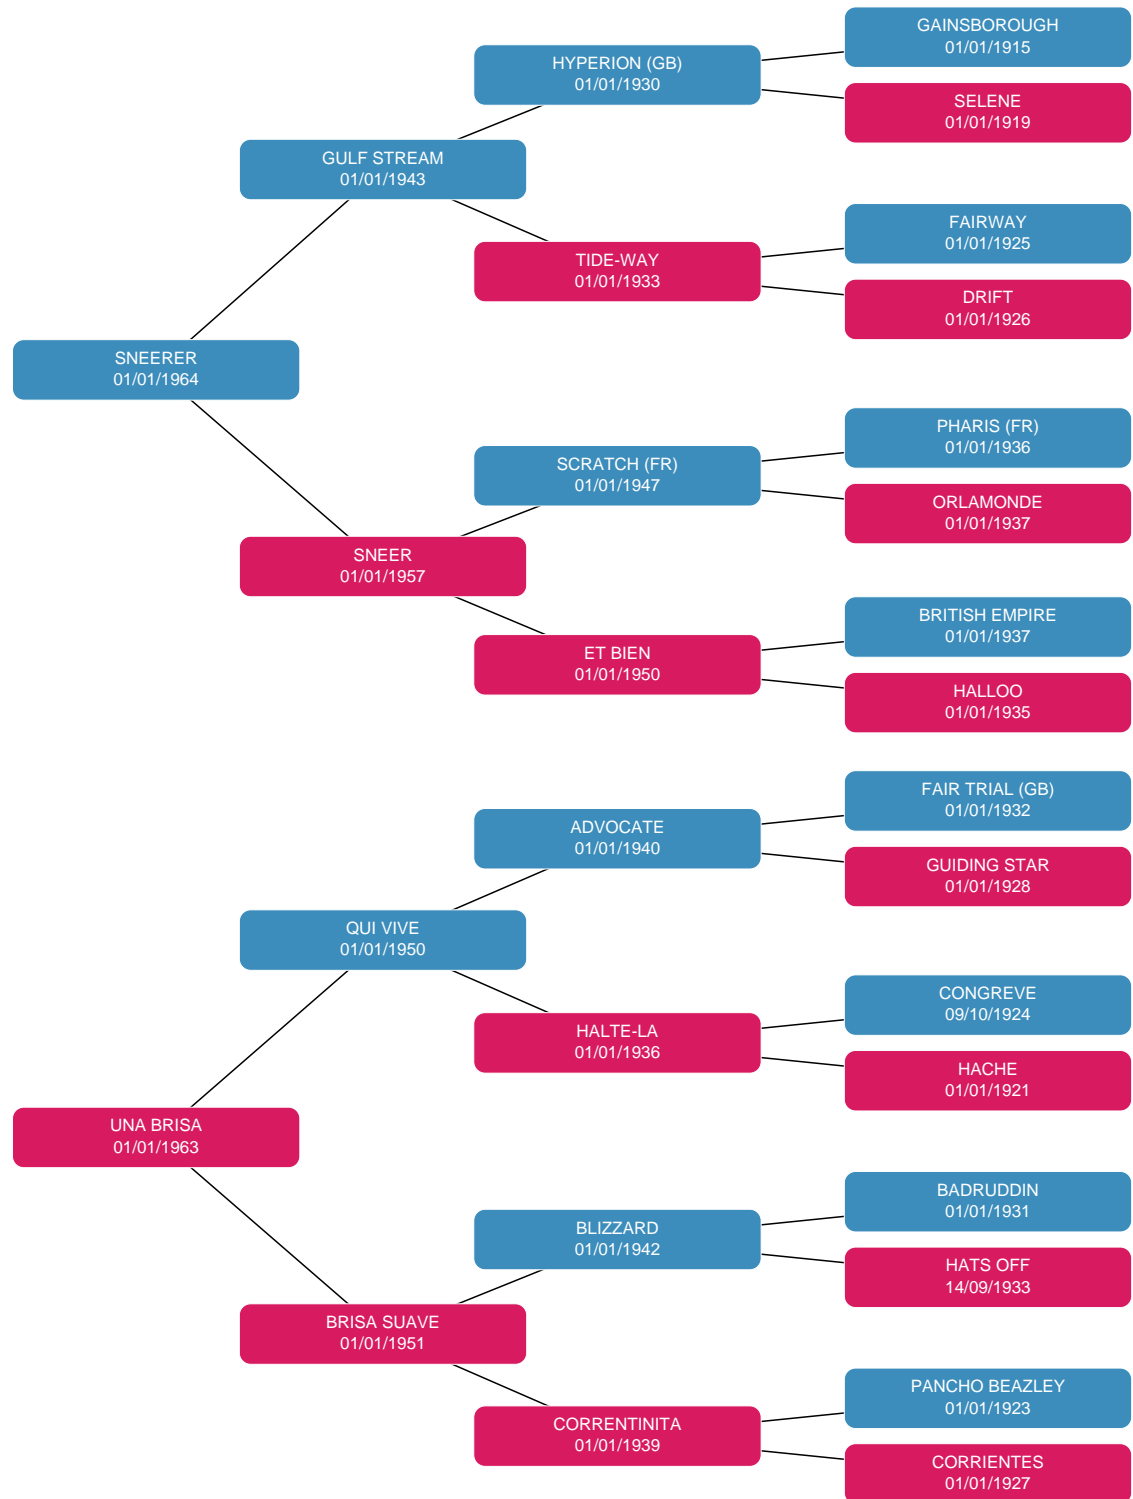 GAINSBOROUGH
01/01/1915
HYPERION (GB)
01/01/1930
SELENE
01/01/1919
GULF STREAM
01/01/1943
FAIRWAY
01/01/1925
TIDE-WAY
01/01/1933
DRIFT
01/01/1926
SNEERER
01/01/1964
PHARIS (FR)
01/01/1936
SCRATCH (FR)
01/01/1947
ORLAMONDE
01/01/1937
SNEER
01/01/1957
BRITISH EMPIRE
01/01/1937
ET BIEN
01/01/1950
HALLOO
01/01/1935
FAIR TRIAL (GB)
01/01/1932
ADVOCATE
01/01/1940
GUIDING STAR
01/01/1928
QUI VIVE
01/01/1950
CONGREVE
09/10/1924
HALTE-LA
01/01/1936
HACHE
01/01/1921
UNA BRISA
01/01/1963
BADRUDDIN
01/01/1931
BLIZZARD
01/01/1942
HATS OFF
14/09/1933
BRISA SUAVE
01/01/1951
PANCHO BEAZLEY
01/01/1923
CORRENTINITA
01/01/1939
CORRIENTES
01/01/1927